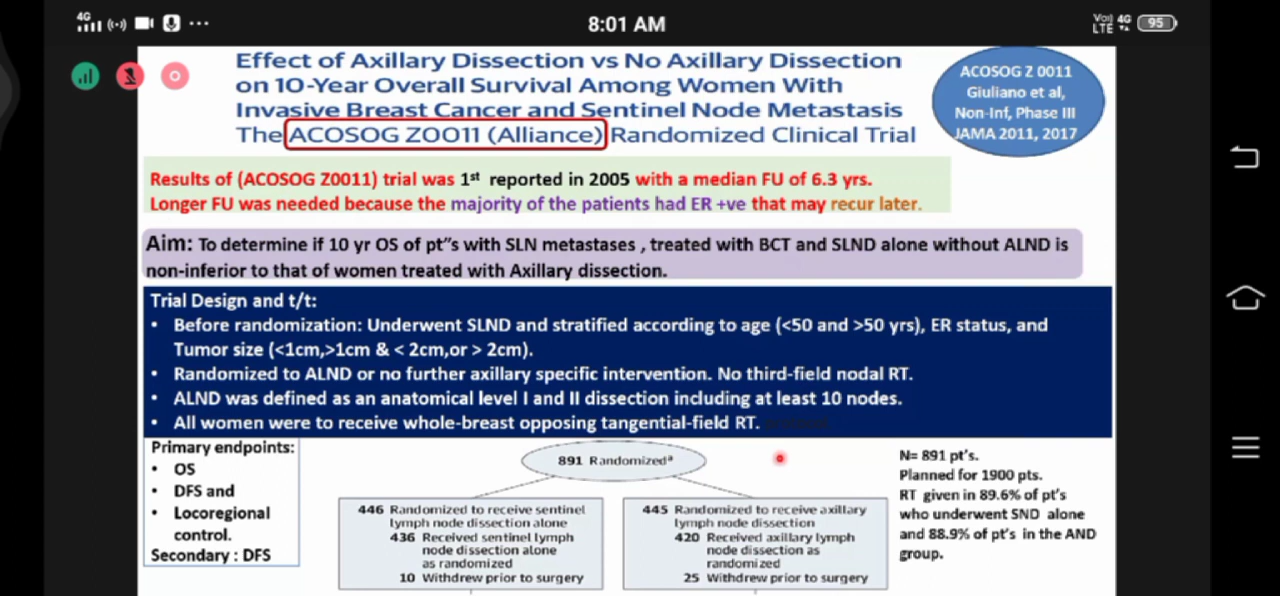 4G
8:01 AM
Vo)) LTE 4G 95
Effect of Axillary Dissection vs No Axillary Dissection
on 10-Year Overall Survival Among Women With
Invasive Breast Cancer and Sentinel Node Metastasis
The ACOSOG Z0011 (Alliance) Randomized Clinical Trial
ACOSOG Z 0011
Giuliano et al,
Non-Inf, Phase III
JAMA 2011, 2017
Results of (ACOSOG Z0011) trial was 1st reported in 2005 with a median FU of 6.3 yrs.
Longer FU was needed because the majority of the patients had ER +ve that may recur later.
Aim: To determine if 10 yr OS of pt"s with SLN metastases , treated with BCT and SLND alone without ALND is
non-inferior to that of women treated with Axillary dissection.
Trial Design and t/t:
• Before randomization: Underwent SLND and stratified according to age (<50 and >50 yrs), ER status, and
Tumor size (<1cm,>1cm & < 2cm,or > 2cm).
• Randomized to ALND or no further axillary specific intervention. No third-field nodal RT.
• ALND was defined as an anatomical level I and II dissection including at least 10 nodes.
• All women were to receive whole-breast opposing tangential-field RT.
Primary endpoints:
• OS
• DFS and
• Locoregional
control.
Secondary : DFS
891 Randomizedª
446 Randomized to receive sentinel
lymph node dissection alone
436 Received sentinel lymph
node dissection alone
as randomized
10 Withdrew prior to surgery
445 Randomized to receive axillary
lymph node dissection
420 Received axillary lymph
node dissection as
randomized
25 Withdrew prior to surgery
N= 891 pt's.
Planned for 1900 pts.
RT given in 89.6% of pt's
who underwent SND alone
and 88.9% of pt's in the AND
group.